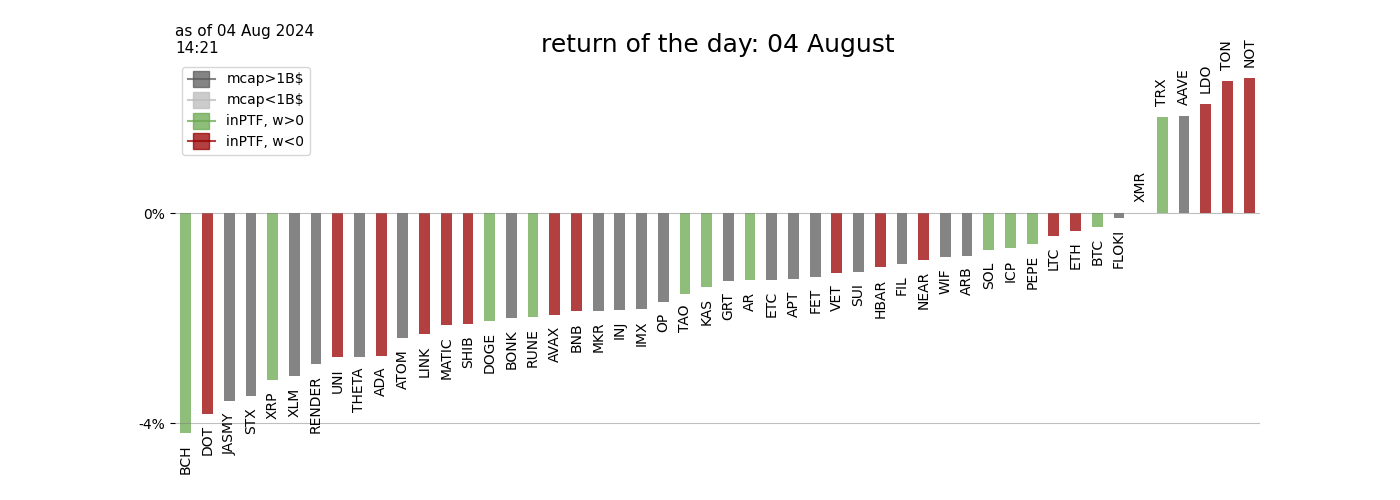 as of 04 Aug 2024
14:21
return of the day: 04 August
mcap>1B$
mcap<1B$
inPTF, w>0
inPTF, w<0
0%
-4%
BCH
DOT
JASMY
STX
XRP
XLM
RENDER
UNI
THETA
ADA
ATOM
LINK
MATIC
SHIB
DOGE
BONK
RUNE
AVAX
BNB
MKR
INJ
IMX
OP
TAO
KAS
GRT
AR
ETC
APT
FET
VET
SUI
HBAR
FIL
NEAR
WIF
ARB
SOL
ICP
PEPE
LTC
ETH
BTC
FLOKI
XMR
TRX
AAVE
LDO
TON
NOT